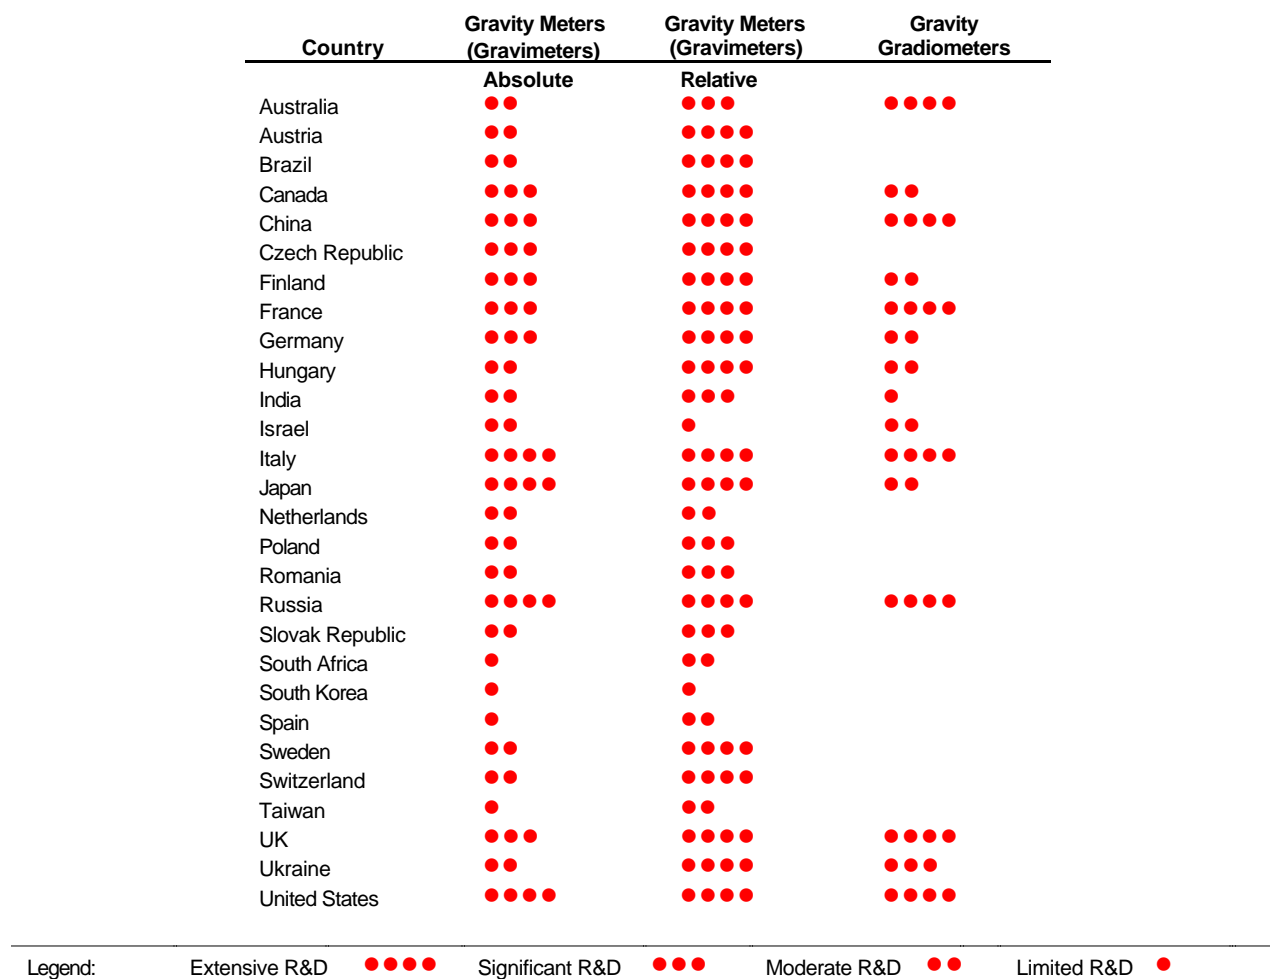 Gravity Meters Gravity Meters Gravity
Country (Gravimeters) (Gravimeters) Gradiometers
Absolute Relative
Australia ●● ●●● ●●●●
Austria ●● ●●●●
Brazil ●● ●●●●
Canada ●●● ●●●● ●●
China ●●● ●●●● ●●●●
Czech Republic ●●● ●●●●
Finland ●●● ●●●● ●●
France ●●● ●●●● ●●●●
Germany ●●● ●●●● ●●
Hungary ●● ●●●● ●●
India ●● ●●● ●
Israel ●● ● ●●
Italy ●●●● ●●●● ●●●●
Japan ●●●● ●●●● ●●
Netherlands ●● ●●
Poland ●● ●●●
Romania ●● ●●●
Russia ●●●● ●●●● ●●●●
Slovak Republic ●● ●●●
South Africa ● ●●
South Korea ● ●
Spain ● ●●
Sweden ●● ●●●●
Switzerland ●● ●●●●
Taiwan ● ●●
UK ●●● ●●●● ●●●●
Ukraine ●● ●●●● ●●●
United States ●●●● ●●●● ●●●●
Legend: Extensive R&D ●●●● Significant R&D ●●● Moderate R&D ●● Limited R&D ●